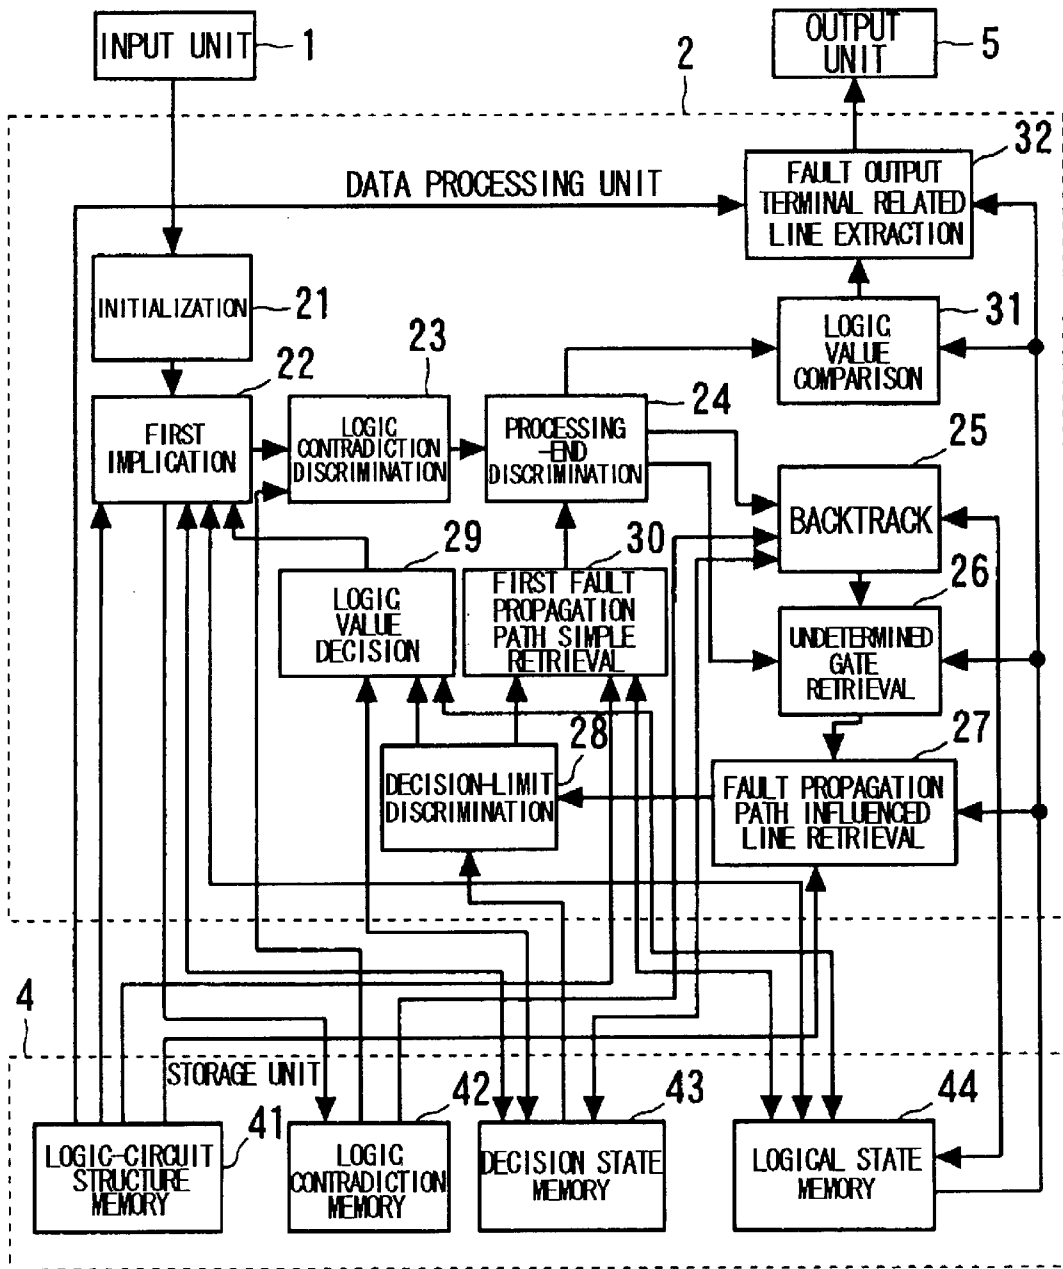 INPUT UNIT
1
OUTPUT
UNIT
5
2
DATA PROCESSING UNIT
FAULT OUTPUT
TERMINAL RELATED
LINE EXTRACTION
32
INITIALIZATION
21
LOGIC
VALUE
COMPARISON
31
FIRST
IMPLICATION
22
LOGIC
CONTRADICTION
DISCRIMINATION
23
PROCESSING
-END
DISCRIMINATION
24
BACKTRACK
25
LOGIC
VALUE
DECISION
29
FIRST FAULT
PROPAGATION
PATH SIMPLE
RETRIEVAL
30
UNDETERMINED
GATE
RETRIEVAL
26
DECISION-LIMIT
DISCRIMINATION
28
FAULT PROPAGATION
PATH INFLUENCED
LINE RETRIEVAL
27
4
STORAGE UNIT
LOGIC-CIRCUIT
STRUCTURE
MEMORY
41
LOGIC
CONTRADICTION
MEMORY
42
DECISION STATE
MEMORY
43
LOGICAL STATE
MEMORY
44